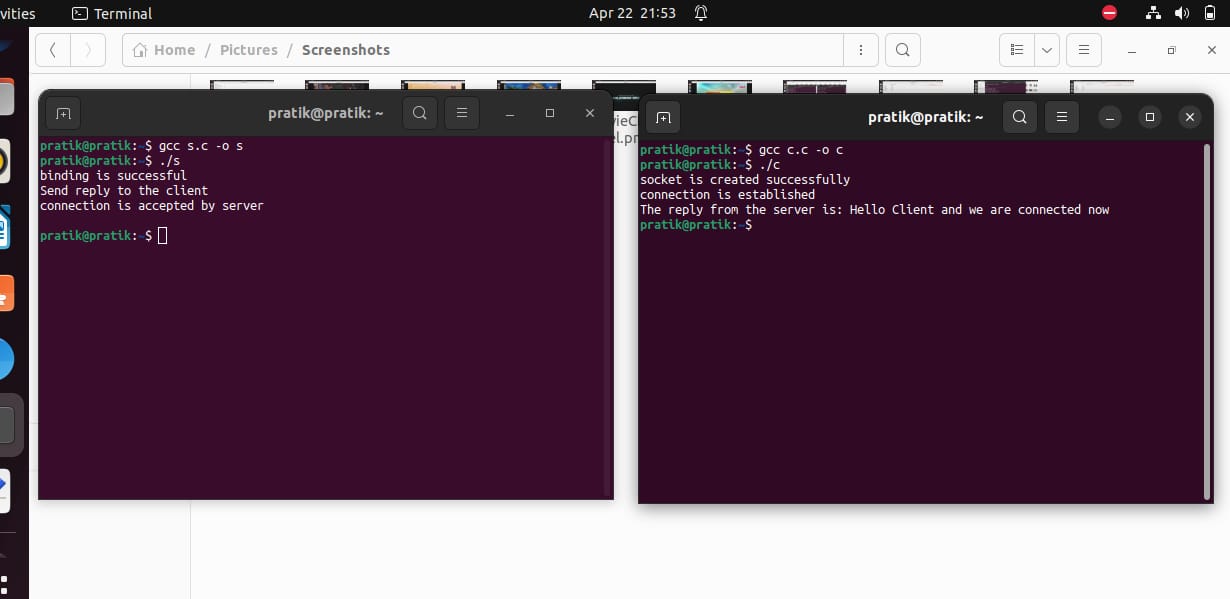 vities
Terminal
Apr 22 21:53
Home / Pictures / Screenshots
pratik@pratik: ~
pratik@pratik:~$ gcc s.c -o s
pratik@pratik:~$ ./s
binding is successful
Send reply to the client
connection is accepted by server
pratik@pratik:~$
vieC
el.pr
pratik@pratik: ~
pratik@pratik:~$ gcc c.c -o c
pratik@pratik:~$ ./c
socket is created successfully
connection is established
The reply from the server is: Hello Client and we are connected now
pratik@pratik:~$